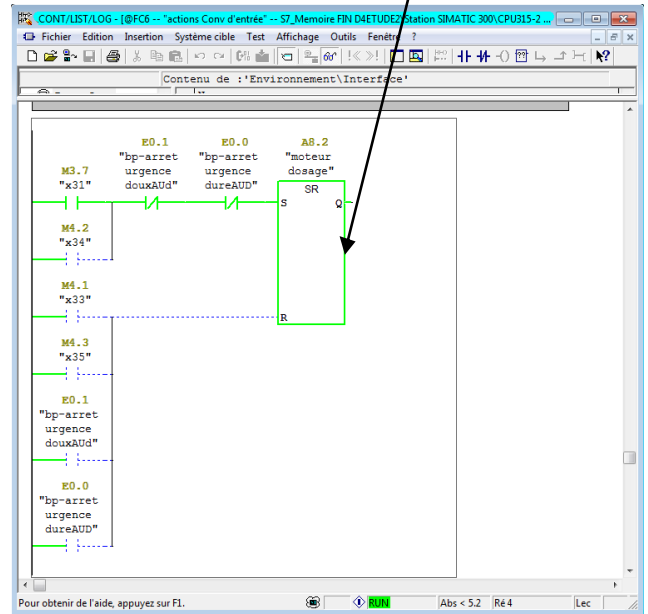 CONT/LIST/LOG - [@FC6 -- "actions Conv d'entrée" -- S7_Memoire FIN D4ETUDE2\Station SIMATIC 300\CPU315-2 ...
Fichier Edition Insertion Système cible Test Affichage Outils Fenêtre ?
Contenu de :'Environnement\Interface'
E0.1 E0.0 A8.2
"bp-arret "bp-arret "moteur
M3.7 urgence urgence dosage"
"x31" douxAUd" dureAUD" SR
S Q
M4.2
"x34"
M4.1
"x33"
R
M4.3
"x35"
E0.1
"bp-arret
urgence
douxAUd"
E0.0
"bp-arret
urgence
dureAUD"
Pour obtenir de l'aide, appuyez sur F1. RUN Abs < 5.2 Ré4 Lec